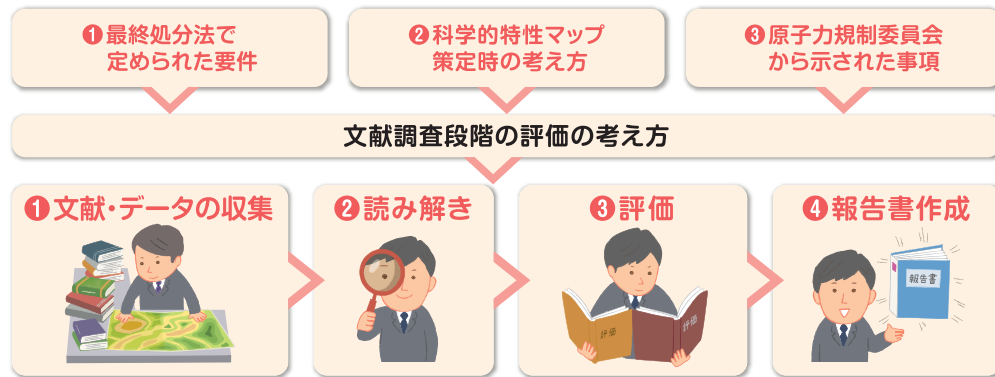 ❶最終処分法で
定められた要件
❷科学的特性マップ
策定時の考え方
❸原子力規制委員会
から示された事項
文献調査段階の評価の考え方
❶文献・データの収集
❷読み解き
❸評価
❹報告書作成
評価
評価
報告書